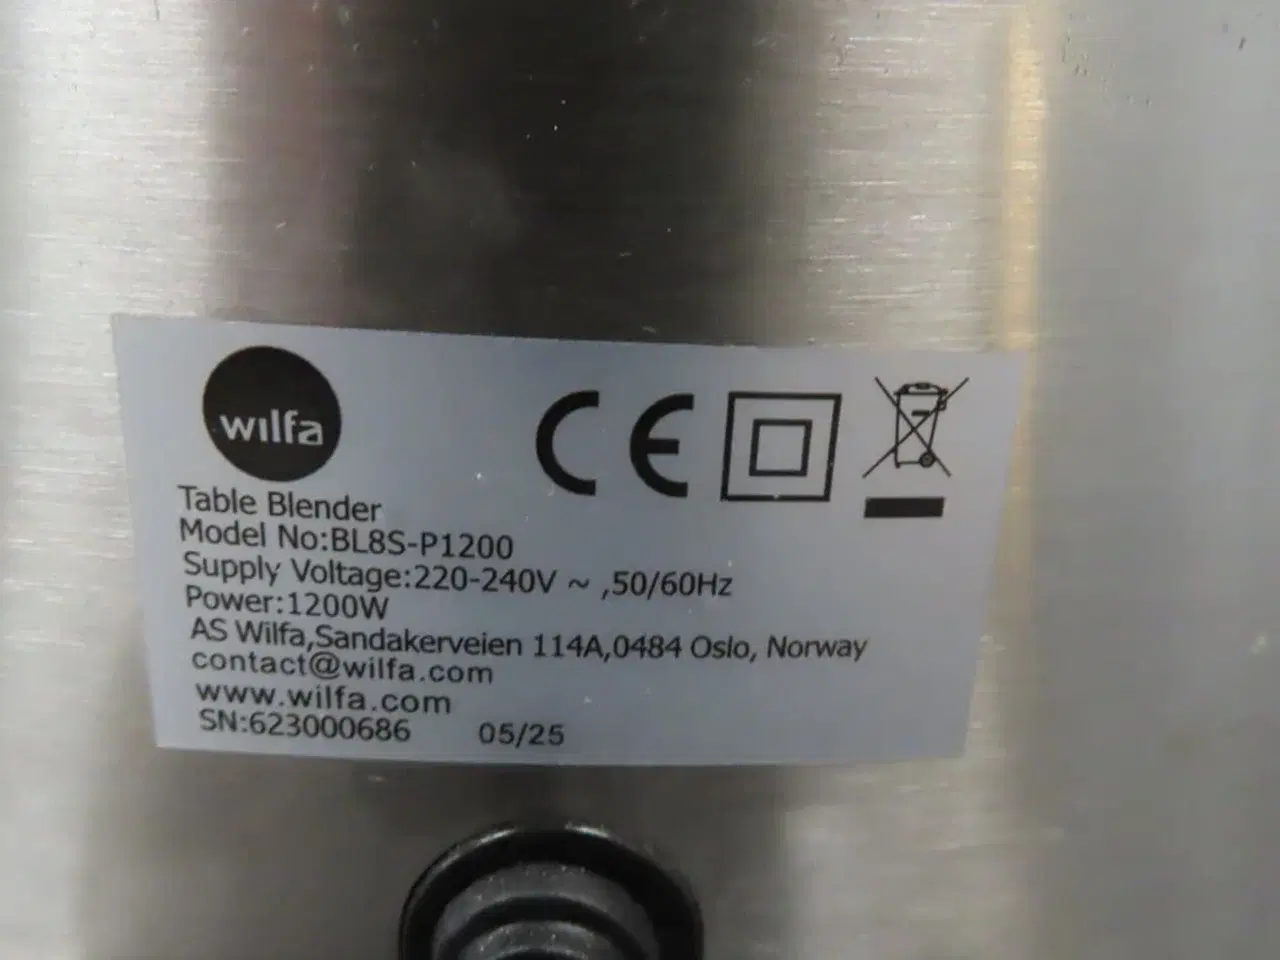 wilfa
CE
Table Blender
Model No:BL8S-P1200
Supply Voltage:220-240V ~ ,50/60Hz
Power:1200W
AS Wilfa,Sandakerveien 114A,0484 Oslo, Norway
contact@wilfa.com
www.wilfa.com
SN:623000686 05/25